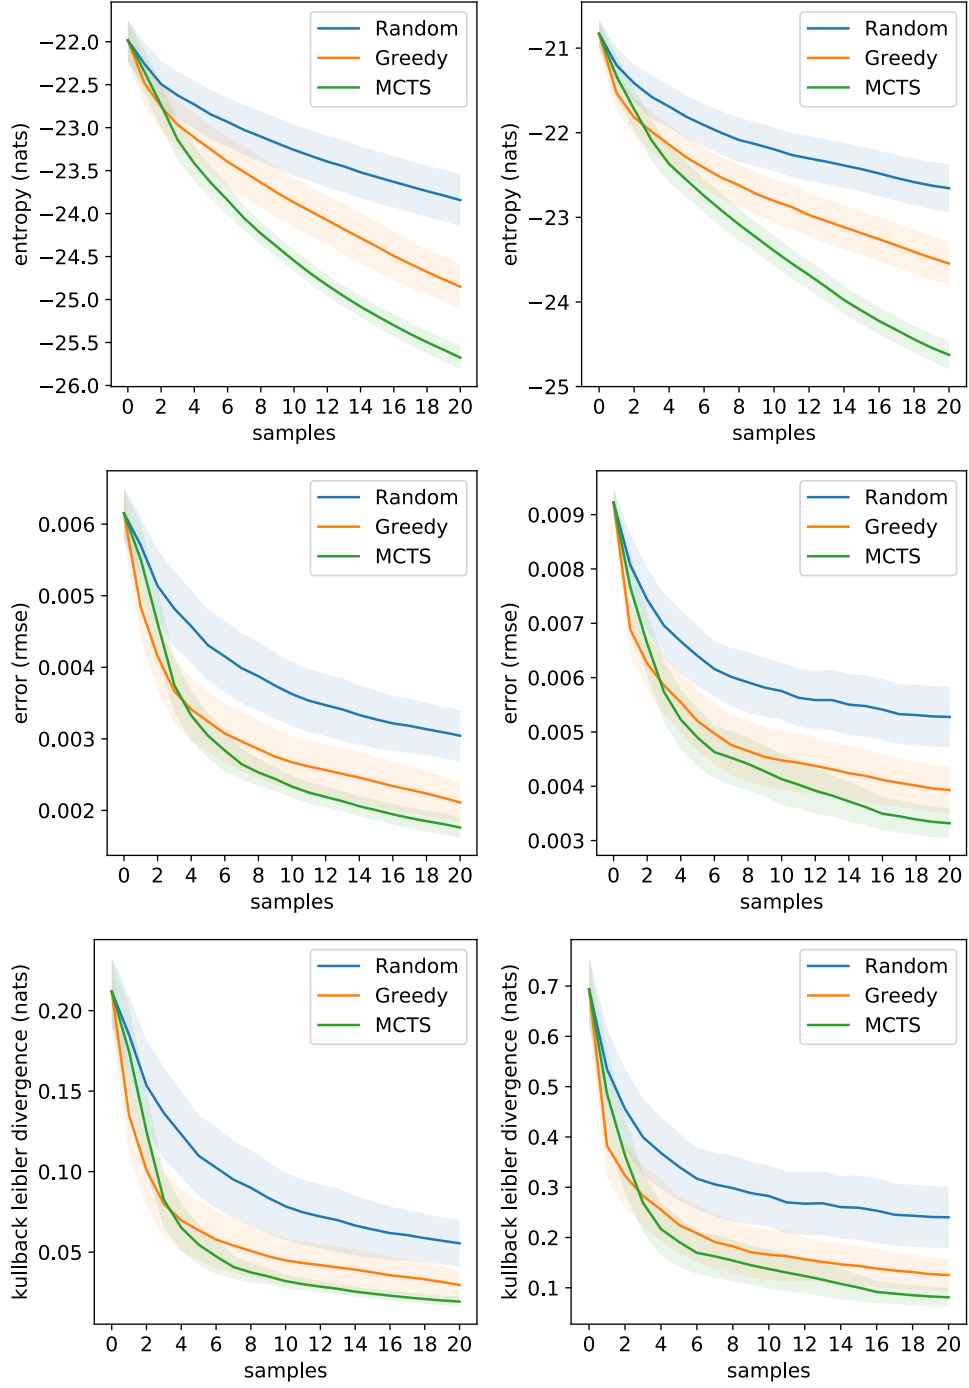 entropy (nats)
−22.0
−22.5
−23.0
−23.5
−24.0
−24.5
−25.0
−25.5
−26.0
0 2 4 6 8 10 12 14 16 18 20
samples
Random
Greedy
MCTS
entropy (nats)
−21
−22
−23
−24
−25
0 2 4 6 8 10 12 14 16 18 20
samples
Random
Greedy
MCTS
error (rmse)
0.006
0.005
0.004
0.003
0.002
0 2 4 6 8 10 12 14 16 18 20
samples
Random
Greedy
MCTS
error (rmse)
0.009
0.008
0.007
0.006
0.005
0.004
0.003
0 2 4 6 8 10 12 14 16 18 20
samples
Random
Greedy
MCTS
kullback leibler divergence (nats)
0.20
0.15
0.10
0.05
0 2 4 6 8 10 12 14 16 18 20
samples
Random
Greedy
MCTS
kullback leibler divergence (nats)
0.7
0.6
0.5
0.4
0.3
0.2
0.1
0 2 4 6 8 10 12 14 16 18 20
samples
Random
Greedy
MCTS